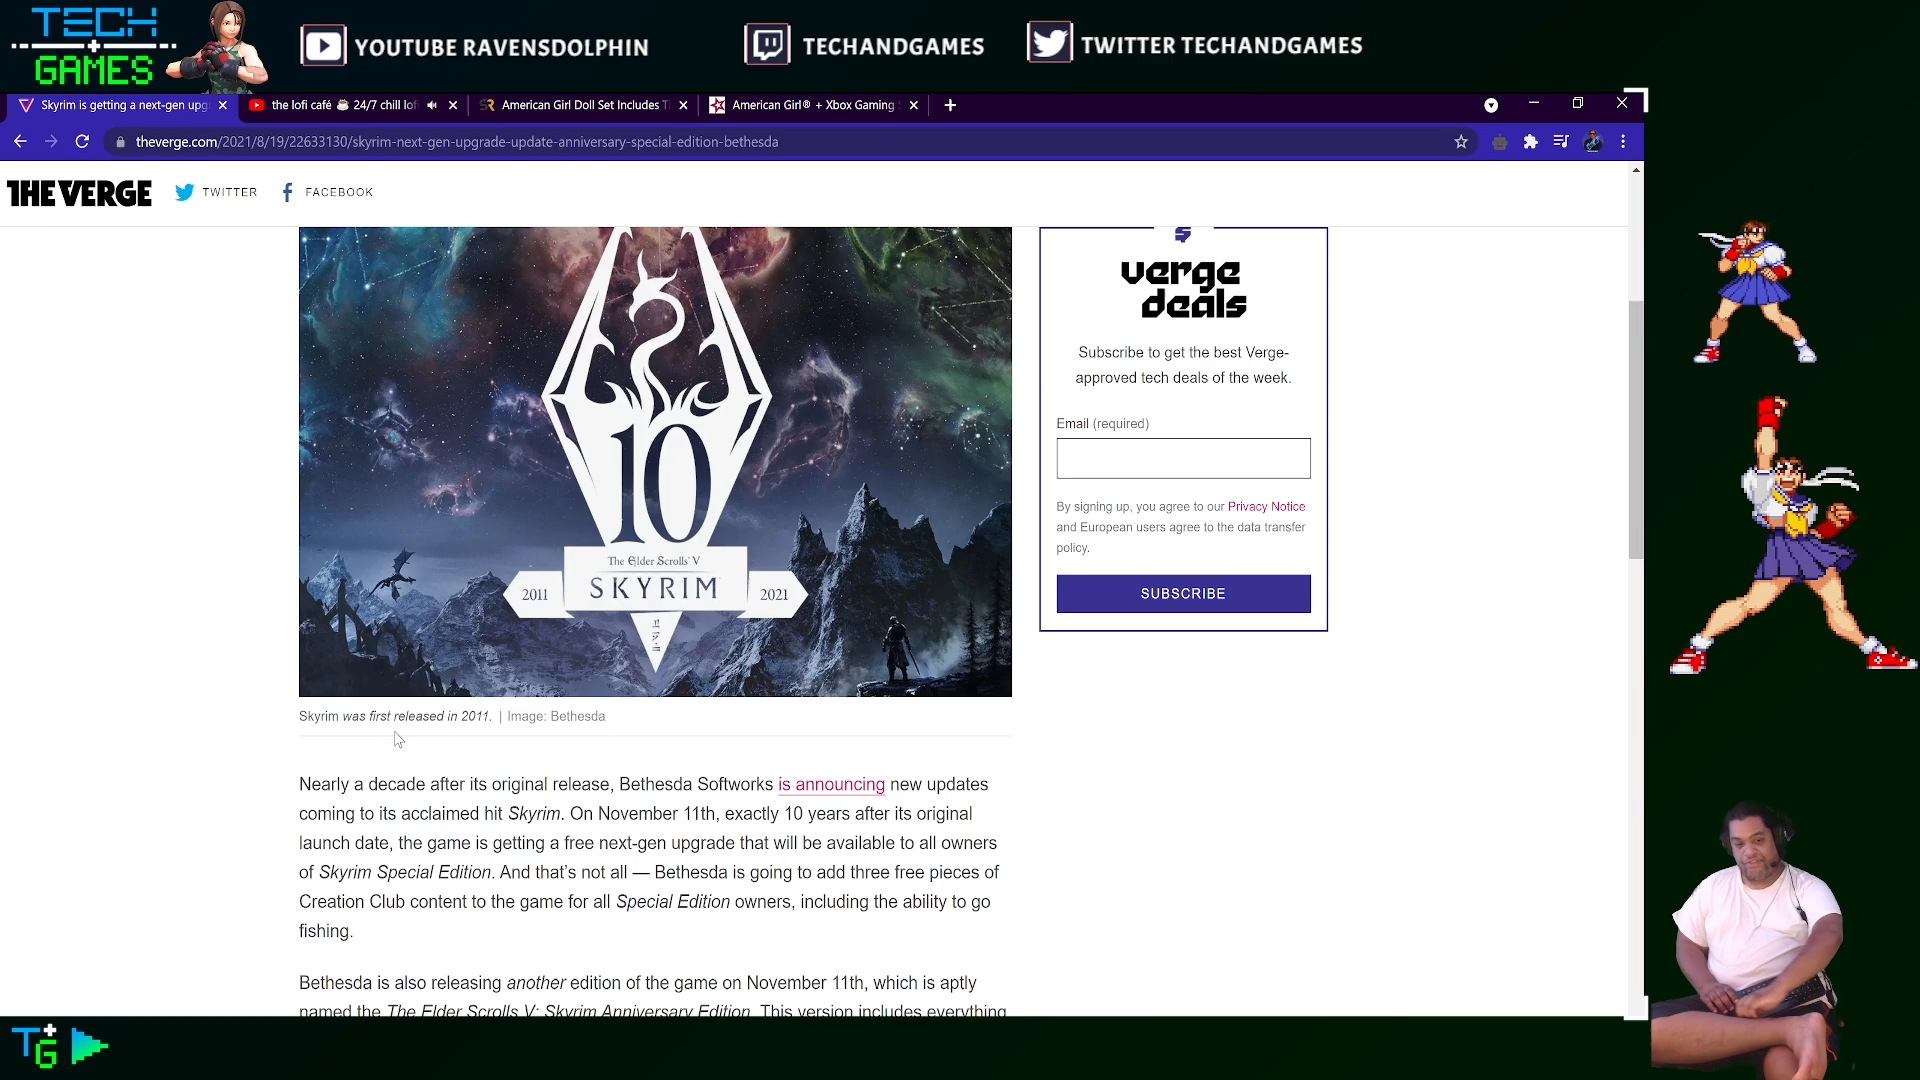 TECH
GAMES
YOUTUBE RAVENSDOLPHIN
TECHANDGAMES
TWITTER TECHANDGAMES
Skyrim is getting a next-gen upg
the lofi café ☕ 24/7 chill lof
American Girl Doll Set Includes T
American Girl® + Xbox Gaming
theverge.com/2021/8/19/22633130/skyrim-next-gen-upgrade-update-anniversary-special-edition-bethesda
THE VERGE
TWITTER
FACEBOOK
10
The Elder Scrolls V
SKYRIM
2011
2021
Skyrim was first released in 2011. | Image: Bethesda
Nearly a decade after its original release, Bethesda Softworks is announcing new updates
coming to its acclaimed hit Skyrim. On November 11th, exactly 10 years after its original
launch date, the game is getting a free next-gen upgrade that will be available to all owners
of Skyrim Special Edition. And that's not all — Bethesda is going to add three free pieces of
Creation Club content to the game for all Special Edition owners, including the ability to go
fishing.
Bethesda is also releasing another edition of the game on November 11th, which is aptly
named the The Elder Scrolls V: Skyrim Anniversary Edition. This version includes everything
verge
deals
Subscribe to get the best Verge-
approved tech deals of the week.
Email (required)
By signing up, you agree to our Privacy Notice
and European users agree to the data transfer
policy.
SUBSCRIBE
T+G